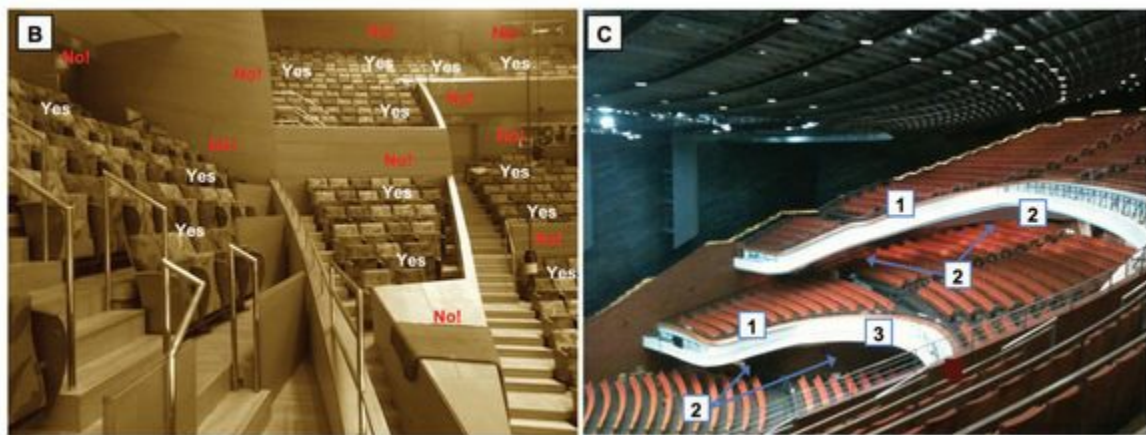 B
No! No!
No!
No! Yes Yes Yes Yes
Yes Yes No!
No! No! No!
Yes Yes Yes
Yes Yes No!
Yes Yes
No!
C
1 2
2
1 3
2